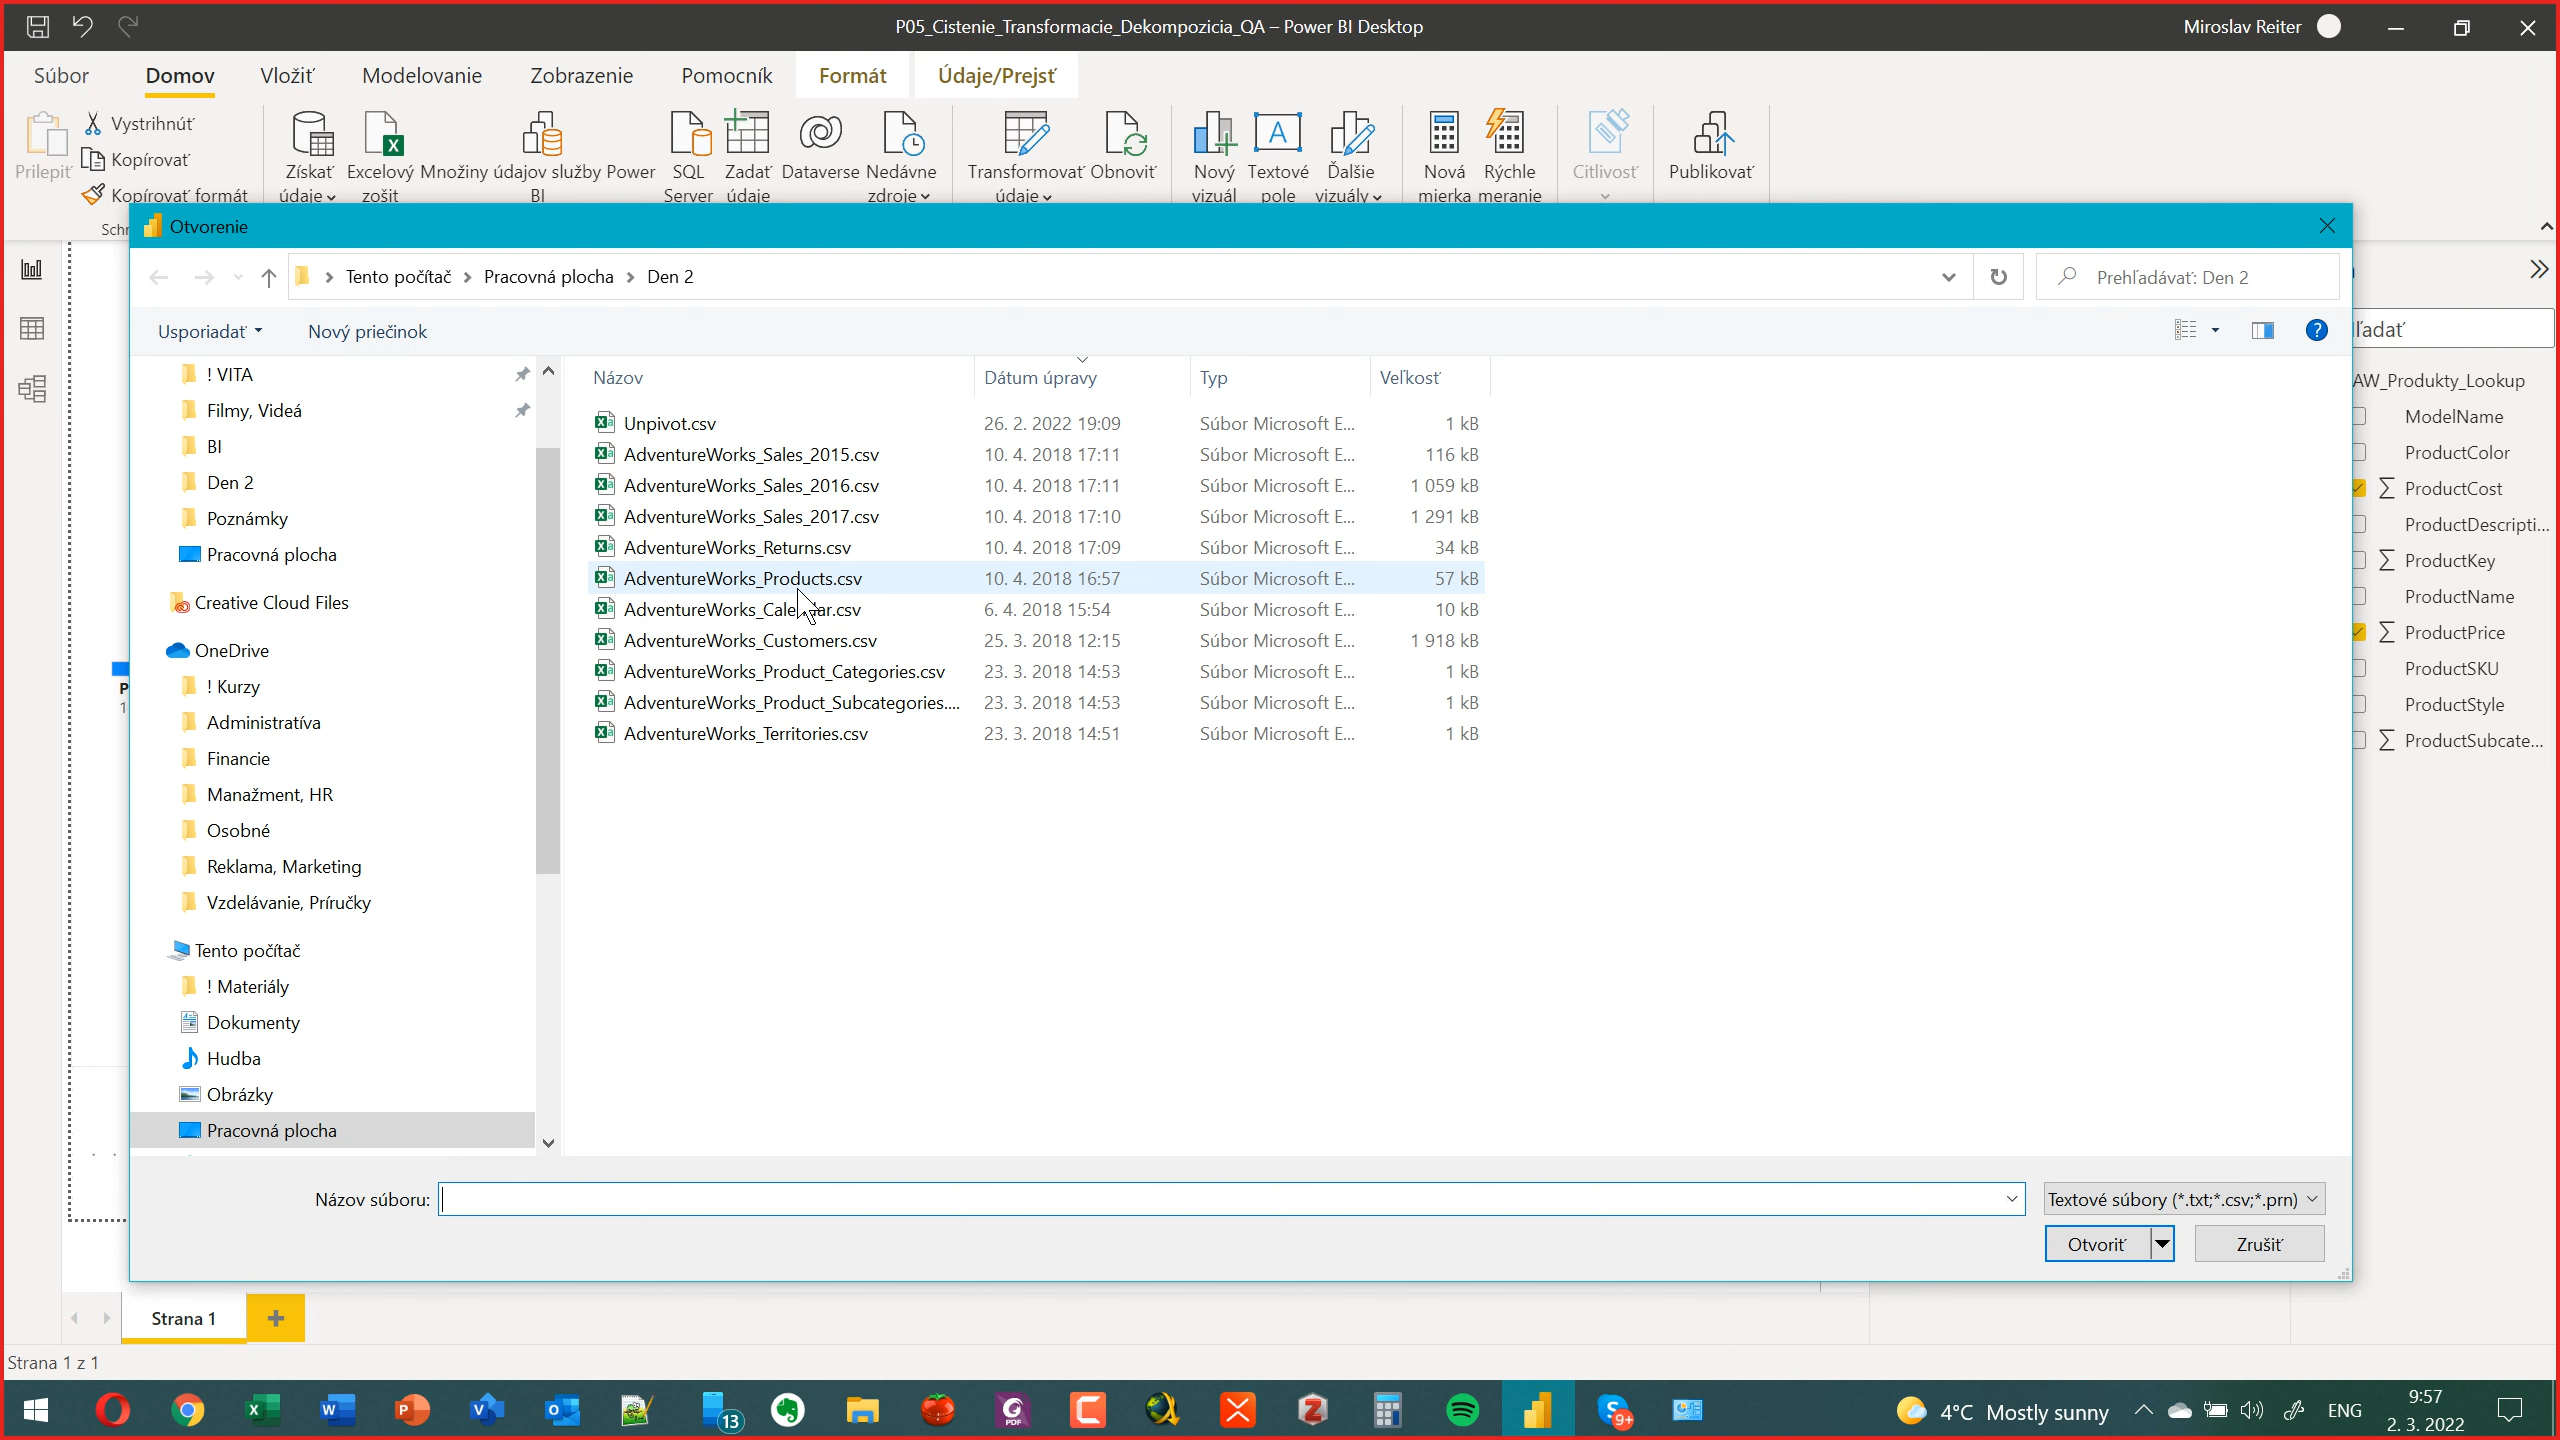 P05_Cistenie_Transformacie_Dekompozicia_QA – Power BI Desktop
Miroslav Reiter
Súbor Domov Vložiť Modelovanie Zobrazenie Pomocník Formát Údaje/Prejsť
Prilepiť
Vystrihnúť
Kopírovať
Kopírovať formát
Získať údaje
Excelový zošit
Množiny údajov služby Power BI
SQL Server
Zadať údaje
Dataverse
Nedávne zdroje
Transformovať údaje
Obnoviť
Nový vizuál
Textové pole
Ďalšie vizuály
Nová mierka
Rýchle meranie
Citlivosť
Publikovať
Otvorenie
Tento počítač Pracovná plocha Den 2
Prehľadávať: Den 2
Usporiadať Nový priečinok
! VITA
Filmy, Videá
BI
Den 2
Poznámky
Pracovná plocha
Creative Cloud Files
OneDrive
! Kurzy
Administratíva
Financie
Manažment, HR
Osobné
Reklama, Marketing
Vzdelávanie, Príručky
Tento počítač
! Materiály
Dokumenty
Hudba
Obrázky
Pracovná plocha
Názov Dátum úpravy Typ Veľkosť
Unpivot.csv 26. 2. 2022 19:09 Súbor Microsoft E... 1 kB
AdventureWorks_Sales_2015.csv 10. 4. 2018 17:11 Súbor Microsoft E... 116 kB
AdventureWorks_Sales_2016.csv 10. 4. 2018 17:11 Súbor Microsoft E... 1 059 kB
AdventureWorks_Sales_2017.csv 10. 4. 2018 17:10 Súbor Microsoft E... 1 291 kB
AdventureWorks_Returns.csv 10. 4. 2018 17:09 Súbor Microsoft E... 34 kB
AdventureWorks_Products.csv 10. 4. 2018 16:57 Súbor Microsoft E... 57 kB
AdventureWorks_Calendar.csv 6. 4. 2018 15:54 Súbor Microsoft E... 10 kB
AdventureWorks_Customers.csv 25. 3. 2018 12:15 Súbor Microsoft E... 1 918 kB
AdventureWorks_Product_Categories.csv 23. 3. 2018 14:53 Súbor Microsoft E... 1 kB
AdventureWorks_Product_Subcategories.... 23. 3. 2018 14:53 Súbor Microsoft E... 1 kB
AdventureWorks_Territories.csv 23. 3. 2018 14:51 Súbor Microsoft E... 1 kB
Názov súboru:
Textové súbory (*.txt;*.csv;*.prn)
Otvoriť Zrušiť
AW_Produkty_Lookup
ModelName
ProductColor
ProductCost
ProductDescripti...
ProductKey
ProductName
ProductPrice
ProductSKU
ProductStyle
ProductSubcate...
Strana 1
Strana 1 z 1
13
9+
4°C Mostly sunny
ENG
9:57
2. 3. 2022